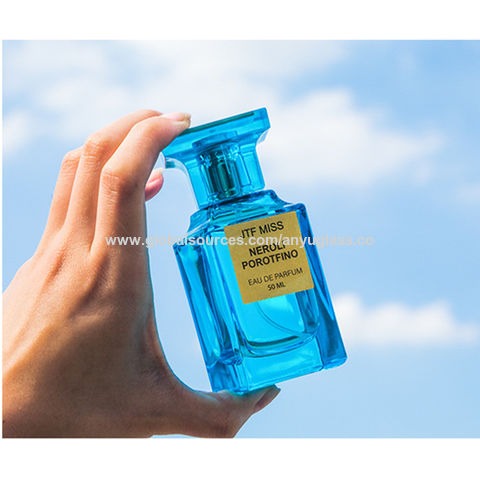 JTF MISS
www.globalsources.com/anyuglass.co
NEROLI
POROTFINO
EAU DE PARFUM
50 ML